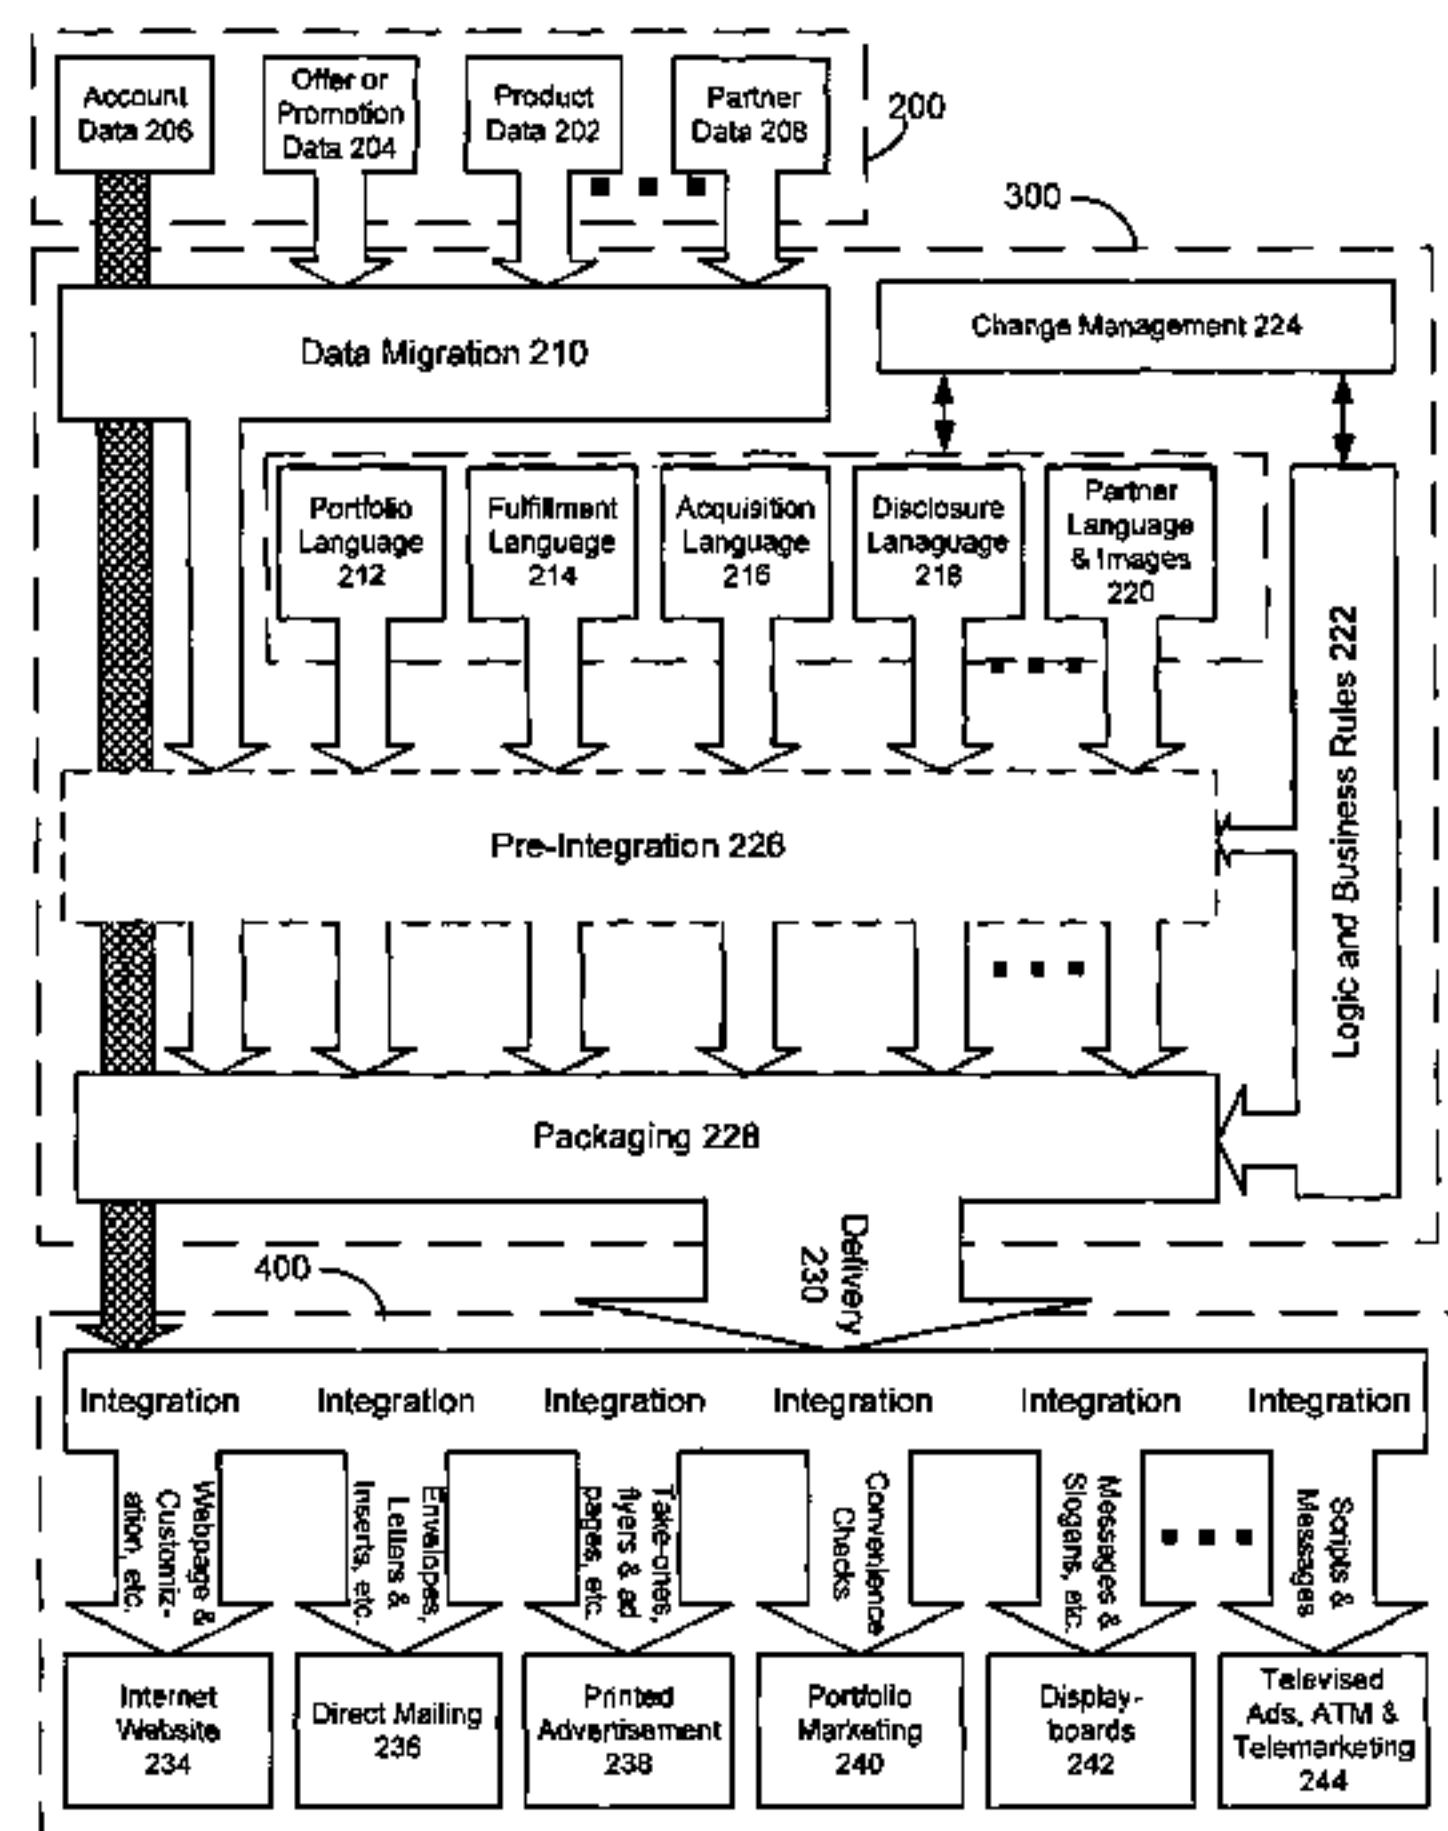 Account
Data 206
Offer or
Promotion
Data 204
Product
Data 202
Partner
Data 208
200
300
Data Migration 210
Change Management 224
Portfolio
Language
212
Fulfillment
Language
214
Acquisition
Language
216
Disclosure
Lanaguage
218
Partner
Language
& Images
220
Logic and Business Rules 222
Pre-Integration 226
Packaging 228
Delivery
230
400
Integration
Integration
Integration
Integration
Integration
Integration
Webpage &
Customiz-
ation, etc.
Envelopes,
Letters &
Inserts, etc.
Take-ones,
flyers & ad
pages, etc.
Convenience
Checks
Messages &
Slogans, etc.
Scripts &
Messages
Internet
Website
234
Direct Mailing
236
Printed
Advertisement
238
Portfolio
Marketing
240
Display-
boards
242
Televised
Ads, ATM &
Telemarketing
244